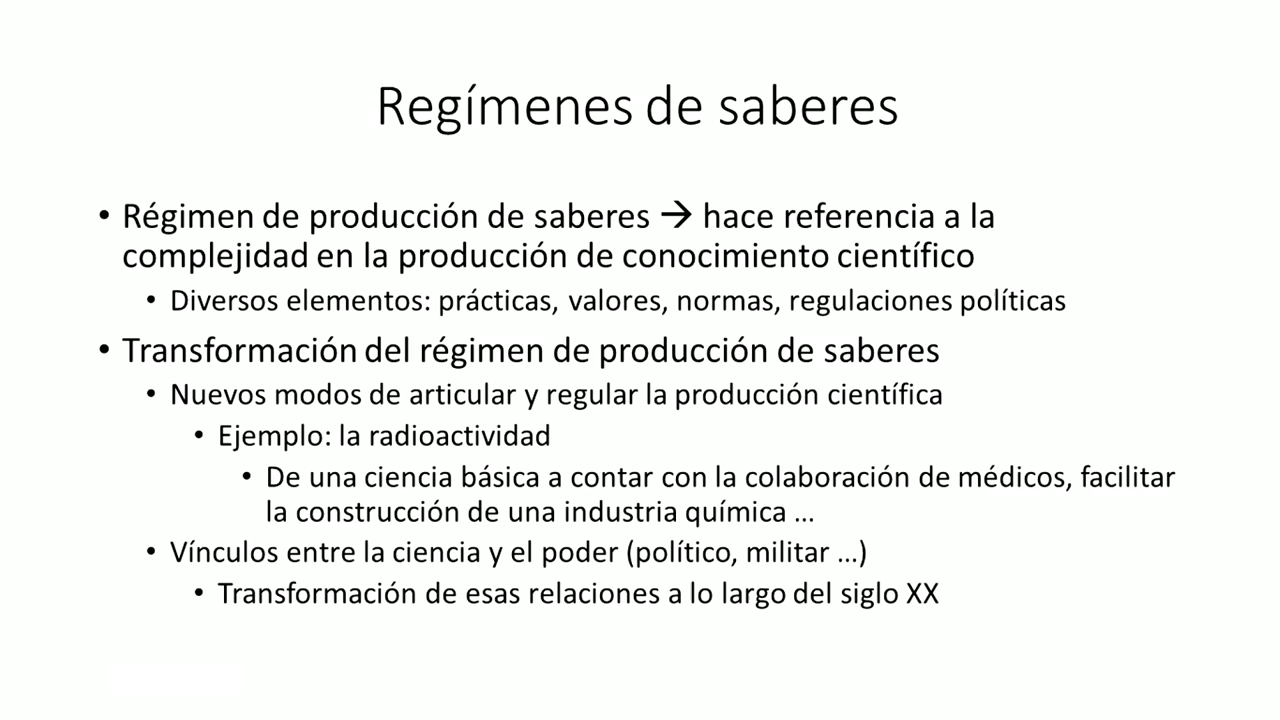 Regímenes de saberes
• Régimen de producción de saberes → hace referencia a la
complejidad en la producción de conocimiento científico
• Diversos elementos: prácticas, valores, normas, regulaciones políticas
• Transformación del régimen de producción de saberes
• Nuevos modos de articular y regular la producción científica
• Ejemplo: la radioactividad
• De una ciencia básica a contar con la colaboración de médicos, facilitar
la construcción de una industria química ...
• Vínculos entre la ciencia y el poder (político, militar ...)
• Transformación de esas relaciones a lo largo del siglo XX